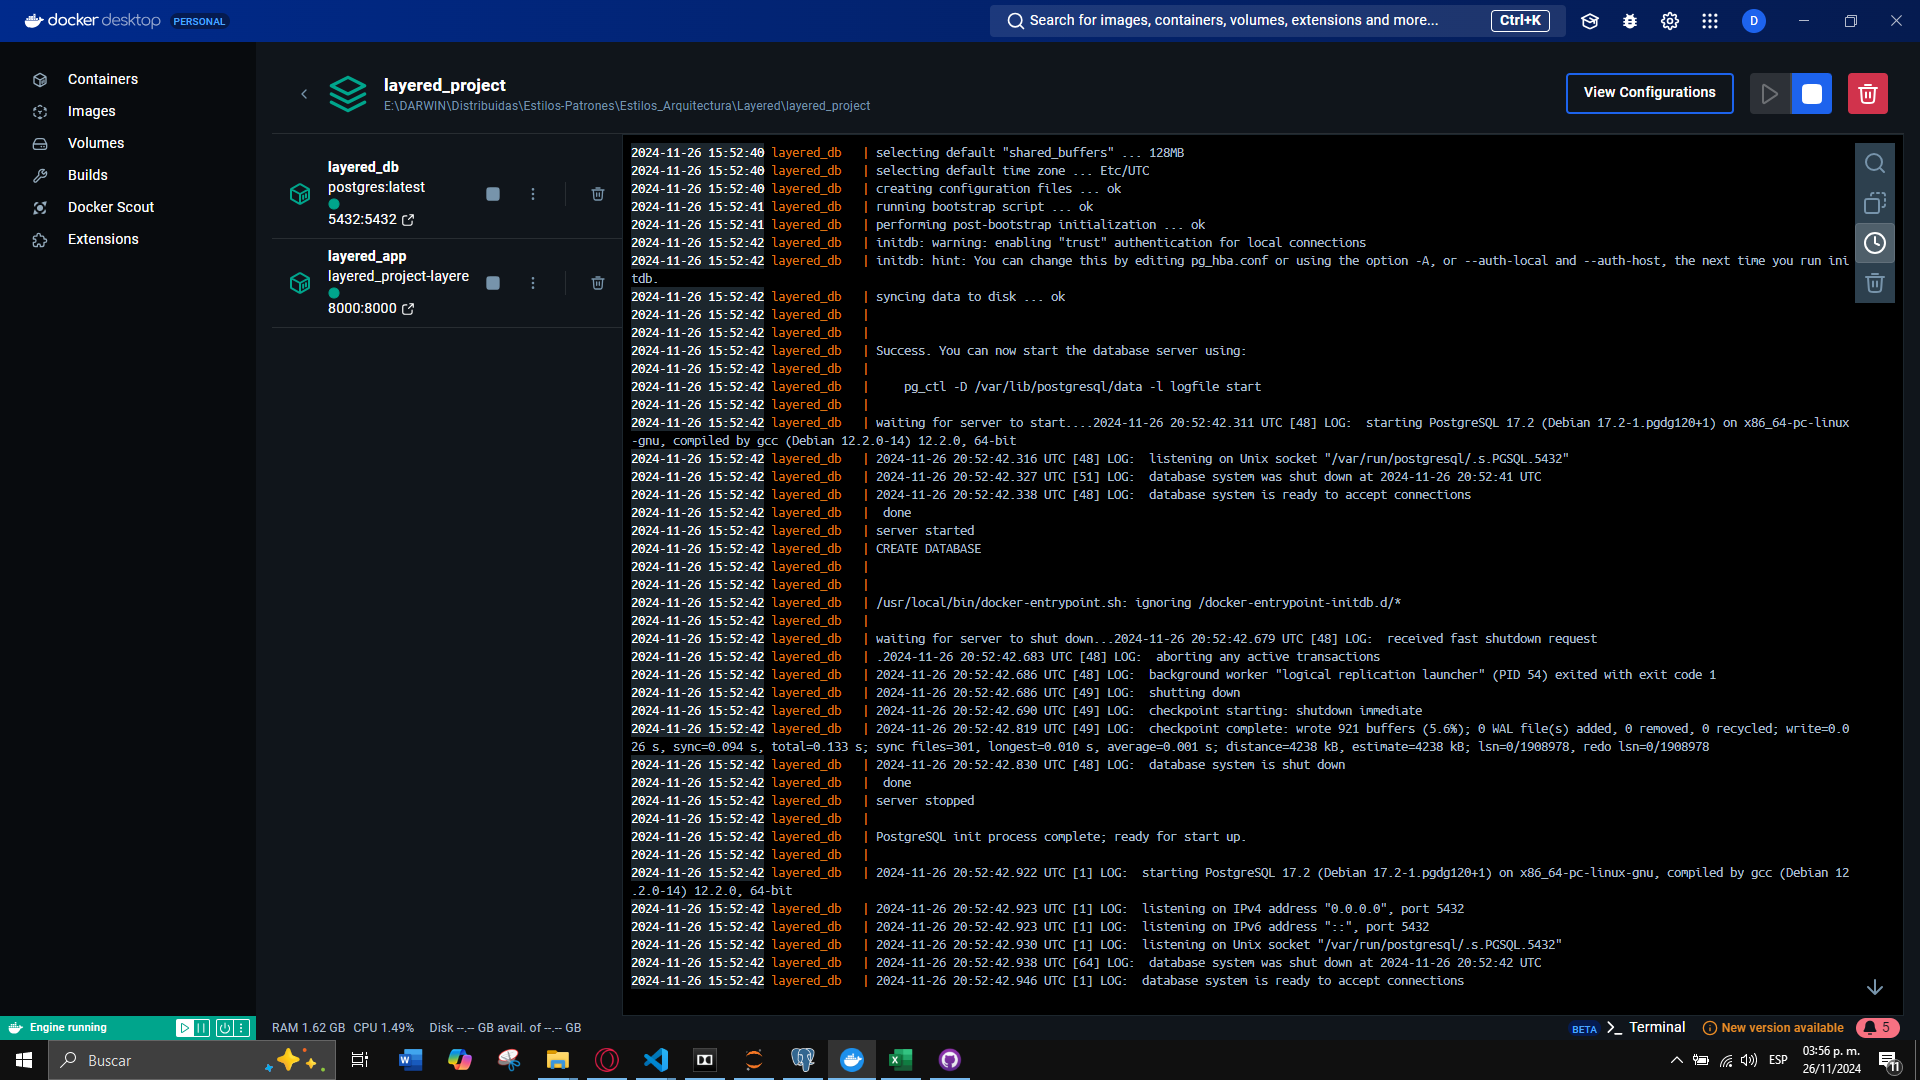 docker desktop PERSONAL
Search for images, containers, volumes, extensions and more... Ctrl+K
D
Containers
Images
Volumes
Builds
Docker Scout
Extensions
layered_project
E:\DARWIN\Distribuidas\Estilos-Patrones\Estilos_Arquitectura\Layered\layered_project
View Configurations
layered_db
postgres:latest
5432:5432
layered_app
layered_project-layere
8000:8000
2024-11-26 15:52:40 layered_db | selecting default "shared_buffers" ... 128MB
2024-11-26 15:52:40 layered_db | selecting default time zone ... Etc/UTC
2024-11-26 15:52:40 layered_db | creating configuration files ... ok
2024-11-26 15:52:41 layered_db | running bootstrap script ... ok
2024-11-26 15:52:41 layered_db | performing post-bootstrap initialization ... ok
2024-11-26 15:52:42 layered_db | initdb: warning: enabling "trust" authentication for local connections
2024-11-26 15:52:42 layered_db | initdb: hint: You can change this by editing pg_hba.conf or using the option -A, or --auth-local and --auth-host, the next time you run ini
tdb.
2024-11-26 15:52:42 layered_db | syncing data to disk ... ok
2024-11-26 15:52:42 layered_db |
2024-11-26 15:52:42 layered_db |
2024-11-26 15:52:42 layered_db | Success. You can now start the database server using:
2024-11-26 15:52:42 layered_db |
2024-11-26 15:52:42 layered_db | pg_ctl -D /var/lib/postgresql/data -l logfile start
2024-11-26 15:52:42 layered_db |
2024-11-26 15:52:42 layered_db | waiting for server to start....2024-11-26 20:52:42.311 UTC [48] LOG: starting PostgreSQL 17.2 (Debian 17.2-1.pgdg120+1) on x86_64-pc-linux
-gnu, compiled by gcc (Debian 12.2.0-14) 12.2.0, 64-bit
2024-11-26 15:52:42 layered_db | 2024-11-26 20:52:42.316 UTC [48] LOG: listening on Unix socket "/var/run/postgresql/.s.PGSQL.5432"
2024-11-26 15:52:42 layered_db | 2024-11-26 20:52:42.327 UTC [51] LOG: database system was shut down at 2024-11-26 20:52:41 UTC
2024-11-26 15:52:42 layered_db | 2024-11-26 20:52:42.338 UTC [48] LOG: database system is ready to accept connections
2024-11-26 15:52:42 layered_db | done
2024-11-26 15:52:42 layered_db | server started
2024-11-26 15:52:42 layered_db | CREATE DATABASE
2024-11-26 15:52:42 layered_db |
2024-11-26 15:52:42 layered_db |
2024-11-26 15:52:42 layered_db | /usr/local/bin/docker-entrypoint.sh: ignoring /docker-entrypoint-initdb.d/*
2024-11-26 15:52:42 layered_db |
2024-11-26 15:52:42 layered_db | waiting for server to shut down...2024-11-26 20:52:42.679 UTC [48] LOG: received fast shutdown request
2024-11-26 15:52:42 layered_db | .2024-11-26 20:52:42.683 UTC [48] LOG: aborting any active transactions
2024-11-26 15:52:42 layered_db | 2024-11-26 20:52:42.686 UTC [48] LOG: background worker "logical replication launcher" (PID 54) exited with exit code 1
2024-11-26 15:52:42 layered_db | 2024-11-26 20:52:42.686 UTC [49] LOG: shutting down
2024-11-26 15:52:42 layered_db | 2024-11-26 20:52:42.690 UTC [49] LOG: checkpoint starting: shutdown immediate
2024-11-26 15:52:42 layered_db | 2024-11-26 20:52:42.819 UTC [49] LOG: checkpoint complete: wrote 921 buffers (5.6%); 0 WAL file(s) added, 0 removed, 0 recycled; write=0.0
26 s, sync=0.094 s, total=0.133 s; sync files=301, longest=0.010 s, average=0.001 s; distance=4238 kB, estimate=4238 kB; lsn=0/1908978, redo lsn=0/1908978
2024-11-26 15:52:42 layered_db | 2024-11-26 20:52:42.830 UTC [48] LOG: database system is shut down
2024-11-26 15:52:42 layered_db | done
2024-11-26 15:52:42 layered_db | server stopped
2024-11-26 15:52:42 layered_db |
2024-11-26 15:52:42 layered_db | PostgreSQL init process complete; ready for start up.
2024-11-26 15:52:42 layered_db |
2024-11-26 15:52:42 layered_db | 2024-11-26 20:52:42.922 UTC [1] LOG: starting PostgreSQL 17.2 (Debian 17.2-1.pgdg120+1) on x86_64-pc-linux-gnu, compiled by gcc (Debian 12
.2.0-14) 12.2.0, 64-bit
2024-11-26 15:52:42 layered_db | 2024-11-26 20:52:42.923 UTC [1] LOG: listening on IPv4 address "0.0.0.0", port 5432
2024-11-26 15:52:42 layered_db | 2024-11-26 20:52:42.923 UTC [1] LOG: listening on IPv6 address "::", port 5432
2024-11-26 15:52:42 layered_db | 2024-11-26 20:52:42.930 UTC [1] LOG: listening on Unix socket "/var/run/postgresql/.s.PGSQL.5432"
2024-11-26 15:52:42 layered_db | 2024-11-26 20:52:42.938 UTC [64] LOG: database system was shut down at 2024-11-26 20:52:42 UTC
2024-11-26 15:52:42 layered_db | 2024-11-26 20:52:42.946 UTC [1] LOG: database system is ready to accept connections
Engine running
RAM 1.62 GB CPU 1.49% Disk --.-- GB avail. of --.-- GB
BETA Terminal New version available 5
Buscar
ESP
03:56 p. m.
26/11/2024
11